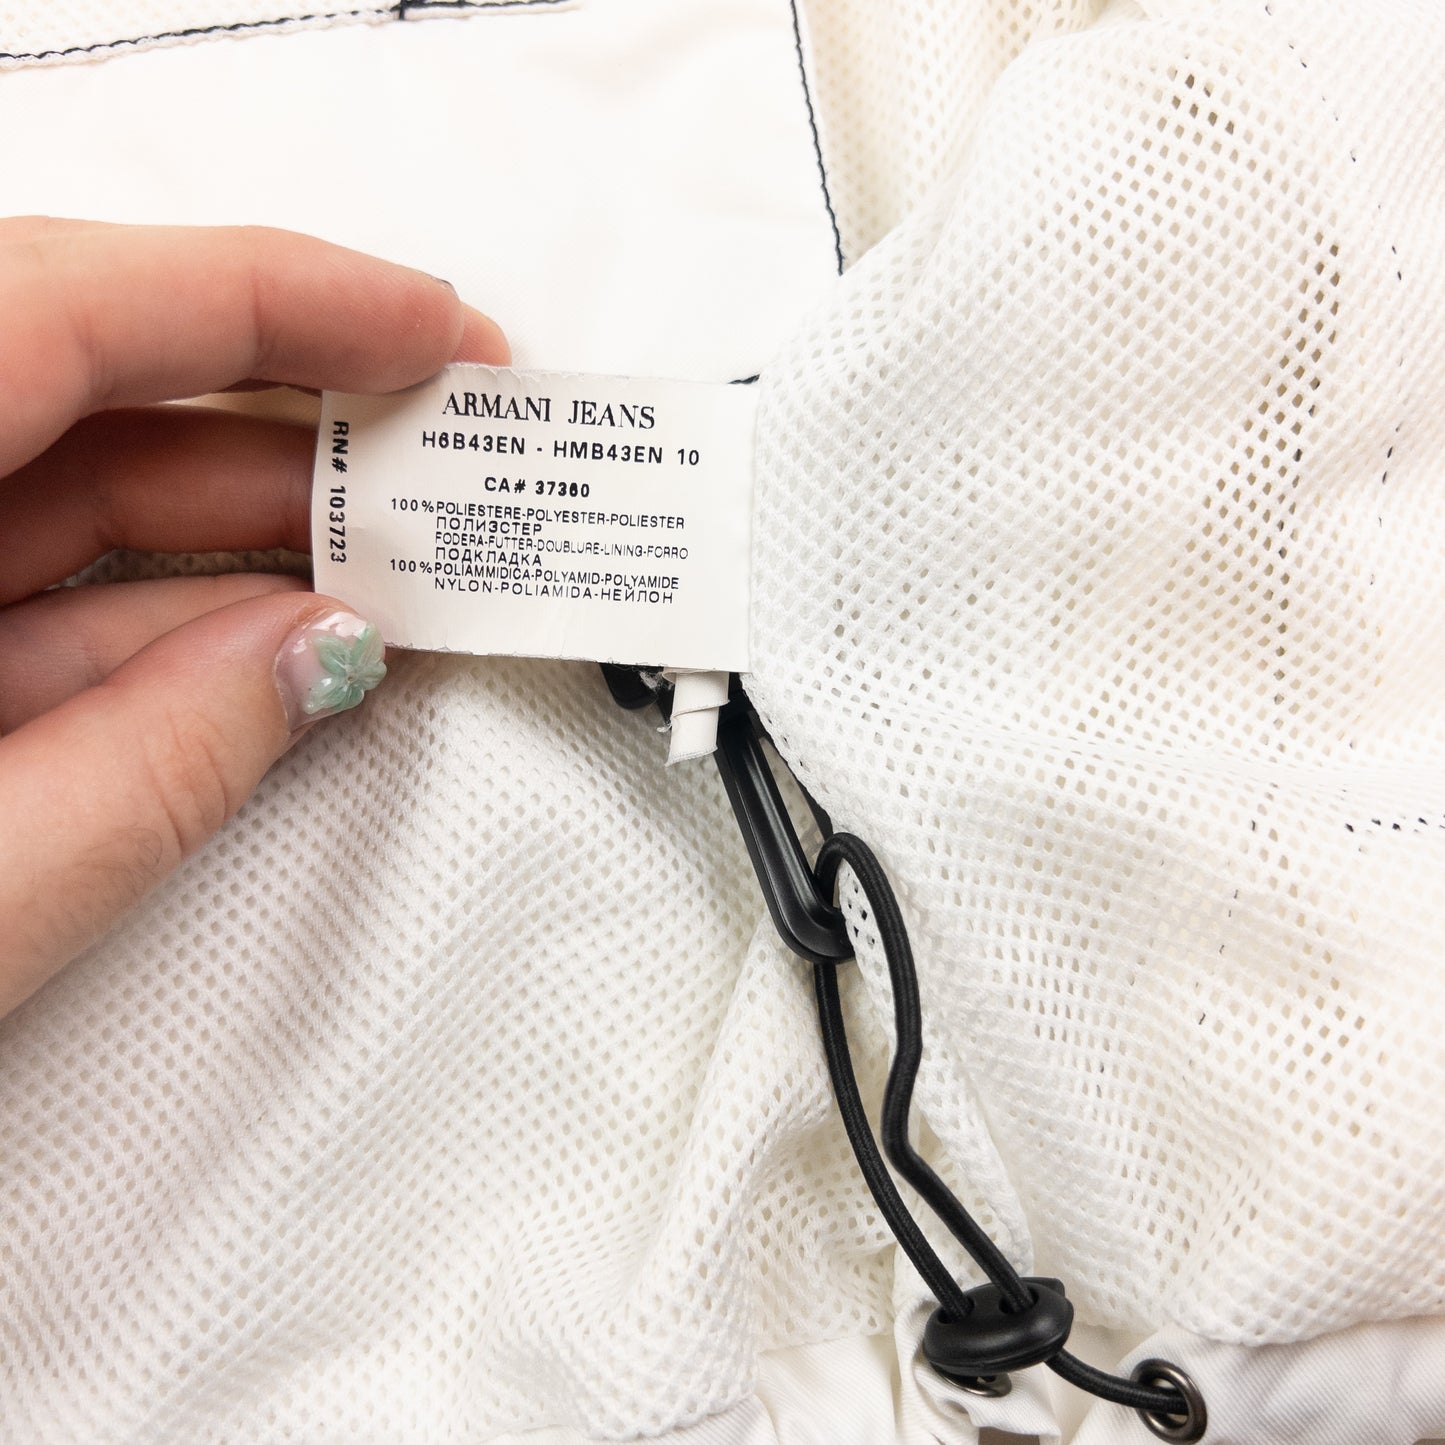 ARMANI JEANS
H6B43EN - HMB43EN 10
CA# 37360
100%POLIESTERE-POLYESTER-POLIESTER
ПОЛИЭСТЕР
FODERA-FUTTER-DOUBLURE-LINING-FORRO
ПОДКЛАДКА
100%POLIAMMIDICA-POLYAMID-POLYAMIDE
NYLON-POLIAMIDA-НЕЙЛОН
RN# 103723